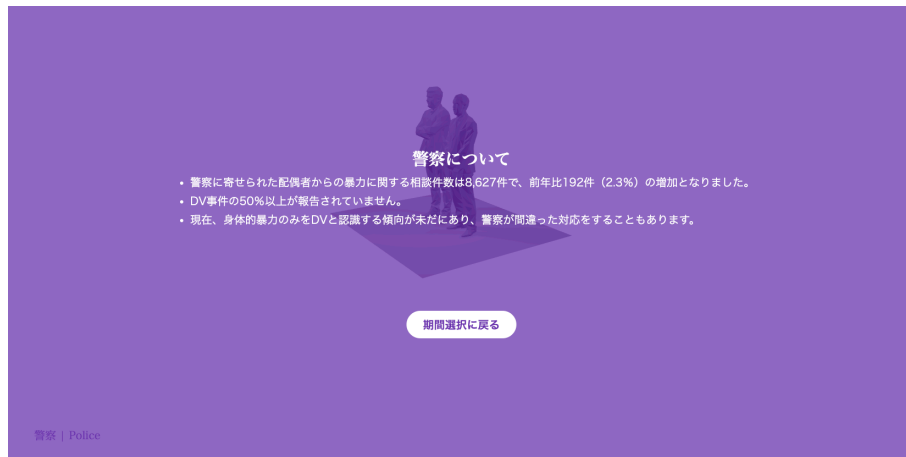 警察について
• 警察に寄せられた配偶者からの暴力に関する相談件数は8,627件で、前年比192件（2.3%）の増加となりました。
• DV事件の50%以上が報告されていません。
• 現在、身体的暴力のみをDVと認識する傾向が未だにあり、警察が間違った対応をすることもあります。
期間選択に戻る
警察 | Police